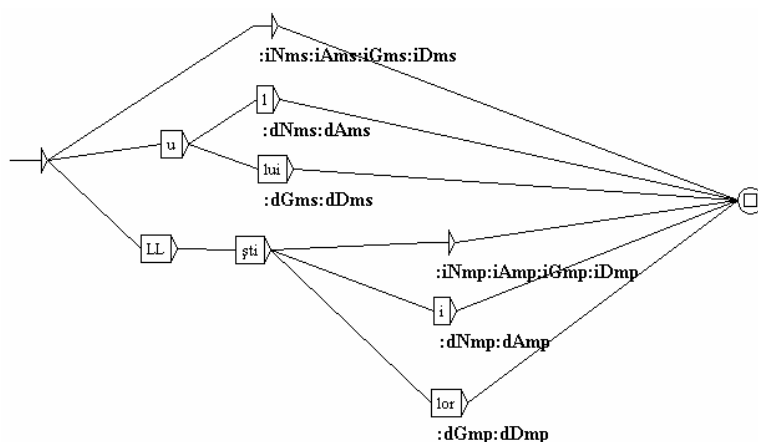 :iNms:iAms:iGms:iDms
l
:dNms:dAms
u
lui
:dGms:dDms
LL
ști
:iNmp:iAmp:iGmp:iDmp
i
:dNmp:dAmp
lor
:dGmp:dDmp